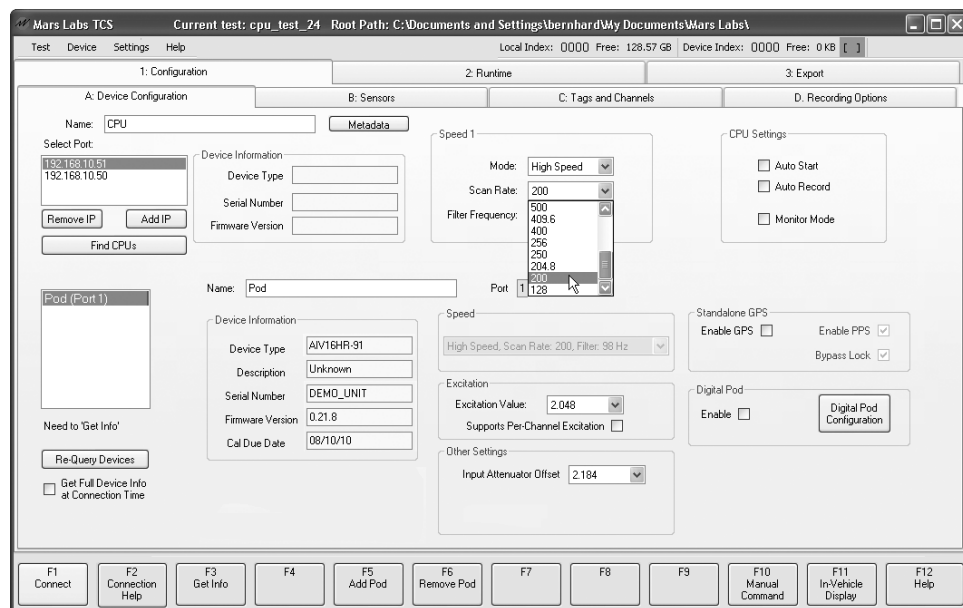 Mars Labs TCS Current test: cpu_test_24 Root Path: C:\Documents and Settings\bernhard\My Documents\Mars Labs\
Test Device Settings Help Local Index: 0000 Free: 128.57 GB Device Index: 0000 Free: 0 KB [ ]
1: Configuration 2: Runtime 3: Export
A: Device Configuration B: Sensors C: Tags and Channels D. Recording Options
Name: CPU Metadata
Select Port:
192.168.10.51
192.168.10.50
Remove IP Add IP
Find CPUs
Device Information
Device Type
Serial Number
Firmware Version
Speed 1
Mode: High Speed
Scan Rate: 200
Filter Frequency:
500
409.6
400
256
250
204.8
200
128
CPU Settings
Auto Start
Auto Record
Monitor Mode
Pod (Port 1)
Need to 'Get Info'
Re-Query Devices
Get Full Device Info
at Connection Time
Name: Pod Port 1
Device Information
Device Type AIV16HR-91
Description Unknown
Serial Number DEMO_UNIT
Firmware Version 0.21.8
Cal Due Date 08/10/10
Speed
High Speed, Scan Rate: 200, Filter: 98 Hz
Excitation
Excitation Value: 2.048
Supports Per-Channel Excitation
Other Settings
Input Attenuator Offset 2.184
Standalone GPS
Enable GPS Enable PPS
Bypass Lock
Digital Pod
Enable Digital Pod
Configuration
F1 Connect
F2 Connection Help
F3 Get Info
F4
F5 Add Pod
F6 Remove Pod
F7
F8
F9
F10 Manual Command
F11 In-Vehicle Display
F12 Help